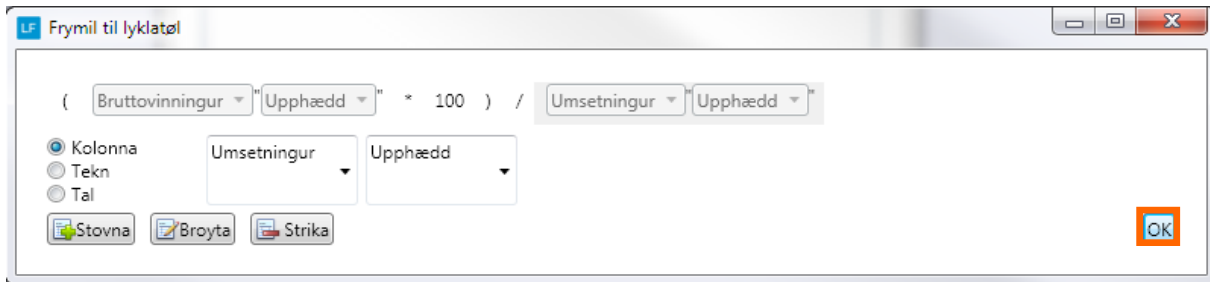 LF Frymil til lyklatøl
( Bruttovinningur "Upphædd" * 100 ) / Umsetningur "Upphædd"
Kolonna Umsetningur Upphædd
Tekn
Tal
Stovna Broyta Strika OK